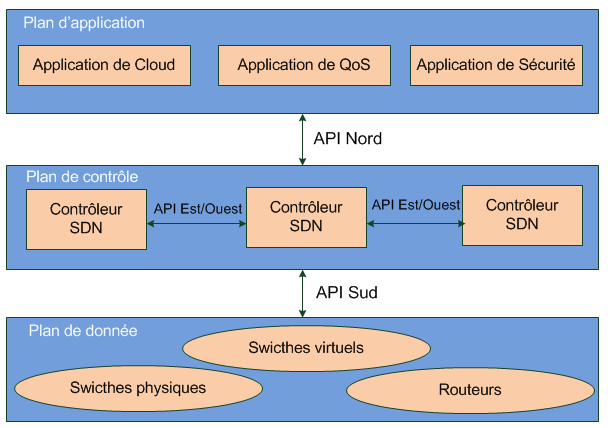 Plan d'application
Application de Cloud
Application de QoS
Application de Sécurité
API Nord
Plan de contrôle
Contrôleur
SDN
API Est/Ouest
Contrôleur
SDN
API Est/Ouest
Contrôleur
SDN
API Sud
Plan de donnée
Swicthes virtuels
Swicthes physiques
Routeurs